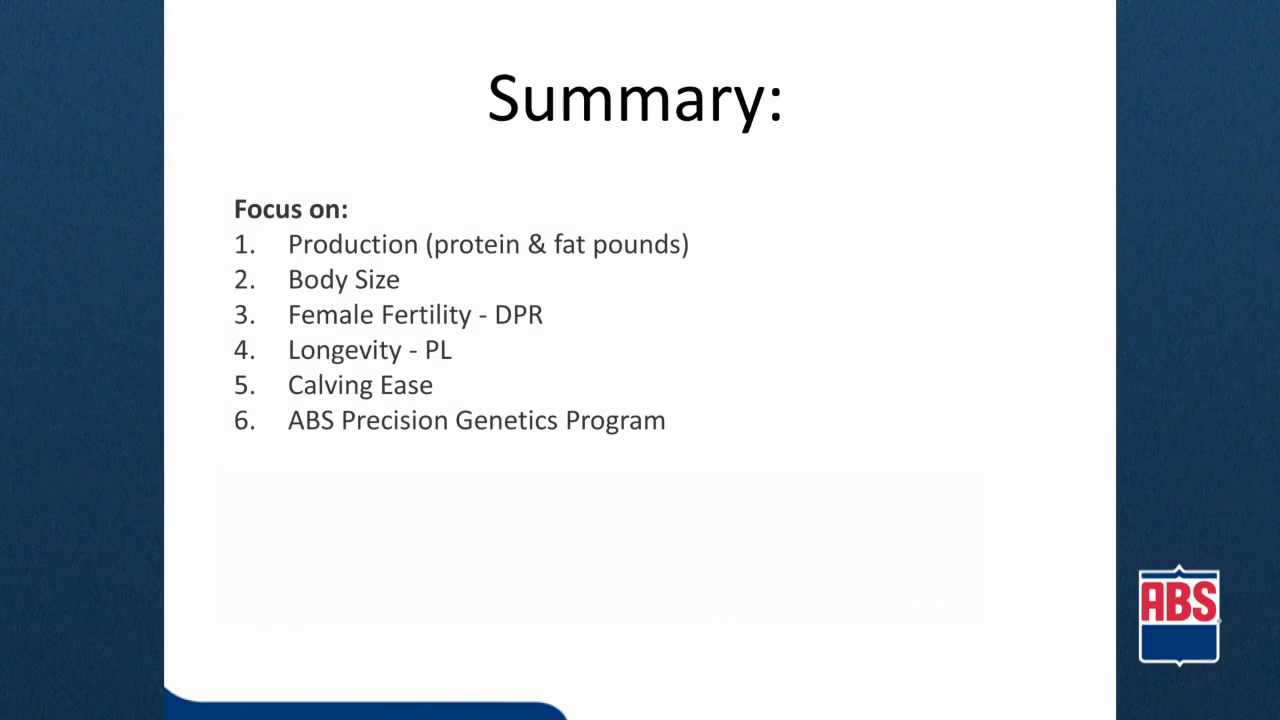 Summary:
Focus on:
1. Production (protein & fat pounds)
2. Body Size
3. Female Fertility - DPR
4. Longevity - PL
5. Calving Ease
6. ABS Precision Genetics Program
ABS